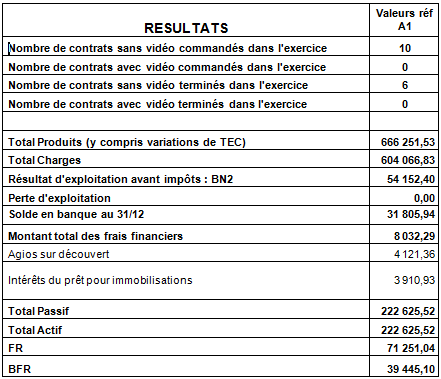 RESULTATS Valeurs réf A1
Nombre de contrats sans vidéo commandés dans l'exercice 10
Nombre de contrats avec vidéo commandés dans l'exercice 0
Nombre de contrats sans vidéo terminés dans l'exercice 6
Nombre de contrats avec vidéo terminés dans l'exercice 0
Total Produits (y compris variations de TEC) 666 251,53
Total Charges 604 066,83
Résultat d'exploitation avant impôts : BN2 54 152,40
Perte d'exploitation 0,00
Solde en banque au 31/12 31 805,94
Montant total des frais financiers 8 032,29
Agios sur découvert 4 121,36
Intérêts du prêt pour immobilisations 3 910,93
Total Passif 222 625,52
Total Actif 222 625,52
FR 71 251,04
BFR 39 445,10